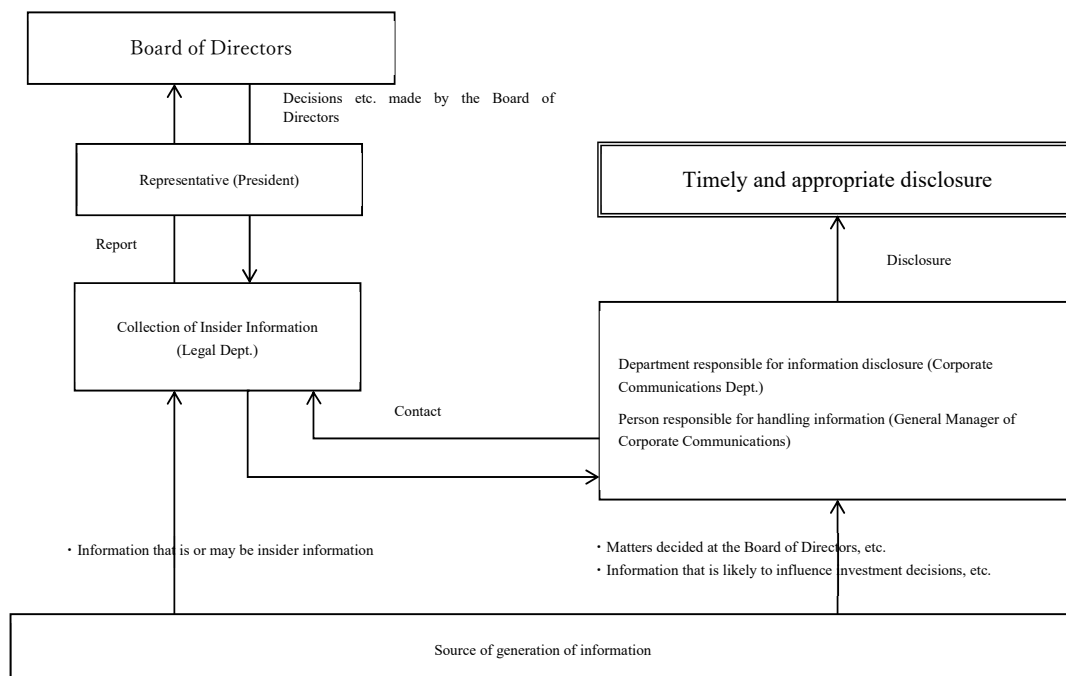 Board of Directors
Decisions etc. made by the Board of
Directors
Representative (President)
Timely and appropriate disclosure
Report
Disclosure
Collection of Insider Information
(Legal Dept.)
Department responsible for information disclosure (Corporate
Communications Dept.)
Person responsible for handling information (General Manager of
Corporate Communications)
Contact
・Information that is or may be insider information
・Matters decided at the Board of Directors, etc.
・Information that is likely to influence investment decisions, etc.
Source of generation of information